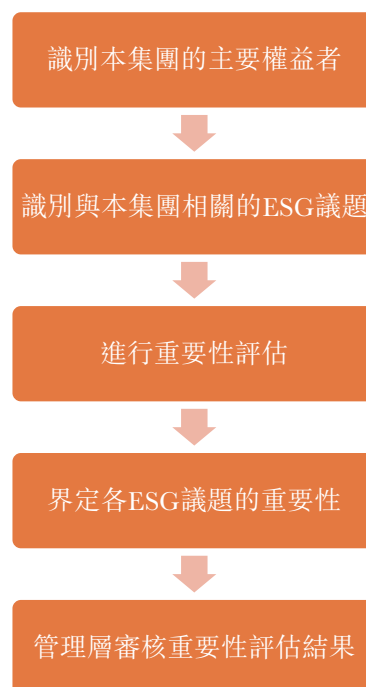 識別本集團的主要權益者
識別與本集團相關的ESG議題
進行重要性評估
界定各ESG議題的重要性
管理層審核重要性評估結果